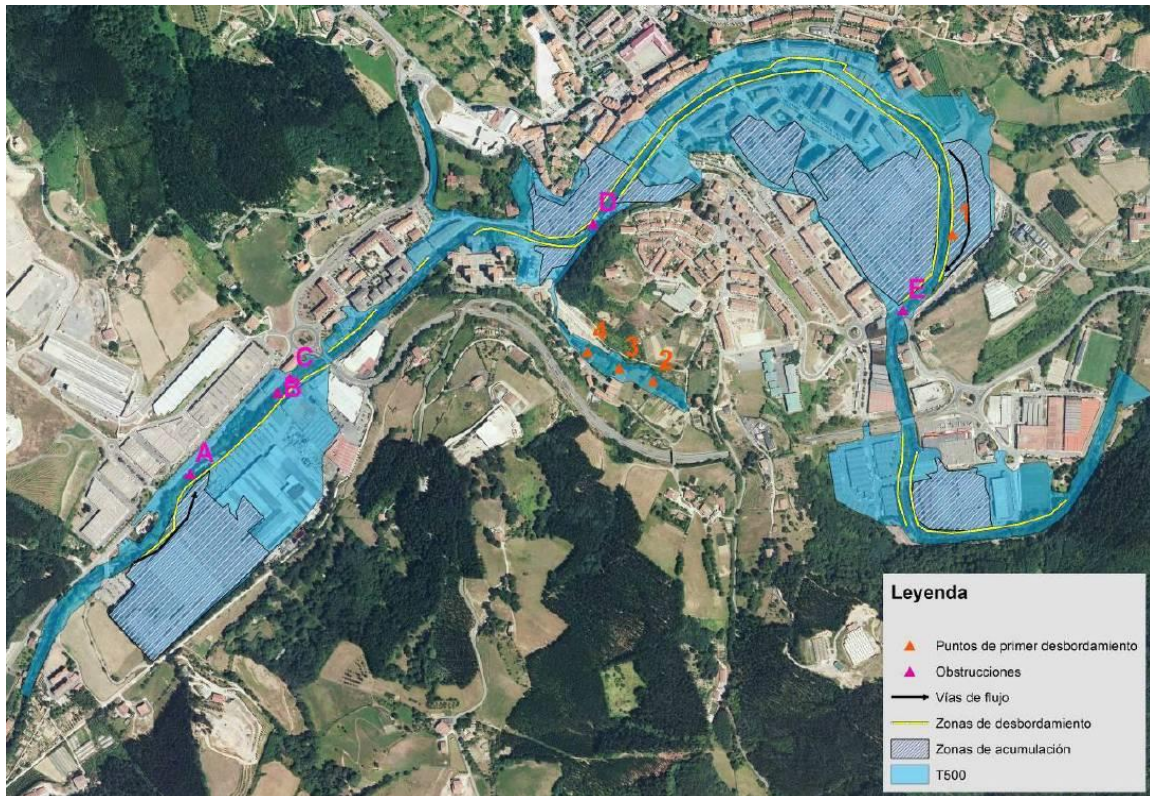 1
D
E
4
3
2
C
B
A
Leyenda
Puntos de primer desbordamiento
Obstrucciones
Vías de flujo
Zonas de desbordamiento
Zonas de acumulación
T500